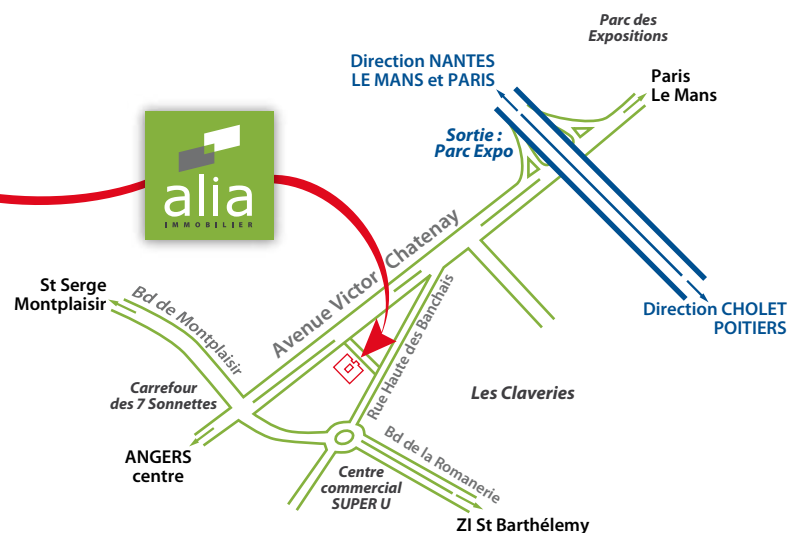 Parc des
Expositions
Direction NANTES
LE MANS et PARIS
Paris
Le Mans
Sortie :
Parc Expo
alia
IMMOBILIER
Avenue Victor Chatenay
St Serge
Montplaisir
Bd de Montplaisir
Rue Haute des Banchais
Direction CHOLET
POITIERS
Carrefour
des 7 Sonnettes
Les Claveries
ANGERS
centre
Bd de la Romanerie
Centre
commercial
SUPER U
ZI St Barthélemy